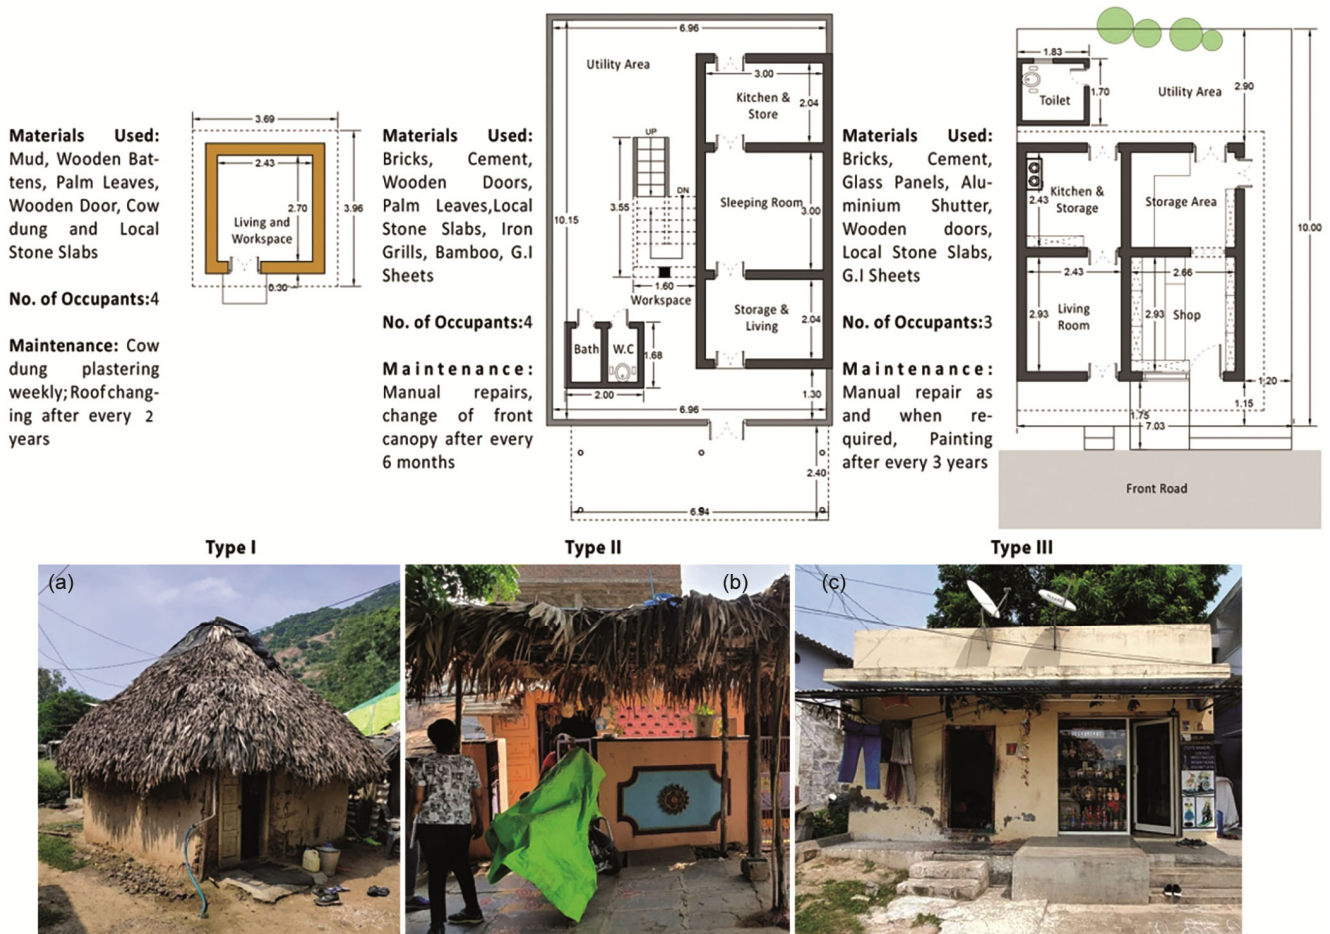 Materials Used:
Mud, Wooden Bat-
tens, Palm Leaves,
Wooden Door, Cow
dung and Local
Stone Slabs
No. of Occupants:4
Maintenance: Cow
dung plastering
weekly; Roof chang-
ing after every 2
years
3.69
2.43
2.70
3.96
Living and
Workspace
0.30
Materials Used:
Bricks, Cement,
Wooden Doors,
Palm Leaves,Local
Stone Slabs, Iron
Grills, Bamboo, G.I
Sheets
No. of Occupants:4
Maintenance:
Manual repairs,
change of front
canopy after every
6 months
6.96
Utility Area
3.00
Kitchen &
Store
2.04
UP
DN
10.15
3.55
Sleeping Room
3.00
1.60
Workspace
Storage &
Living
2.04
Bath
W.C
1.68
2.00
1.30
6.96
2.40
6.94
Materials Used:
Bricks, Cement,
Glass Panels, Alu-
minium Shutter,
Wooden doors,
Local Stone Slabs,
G.I Sheets
No. of Occupants:3
Maintenance:
Manual repair as
and when re-
quired, Painting
after every 3 years
1.83
Toilet
1.70
Utility Area
2.90
Kitchen &
Storage
2.43
Storage Area
10.00
2.43
2.66
Living
Room
2.93
2.93
Shop
1.20
1.15
1.75
7.03
Front Road
Type I
Type II
Type III
(a)
(b)
(c)